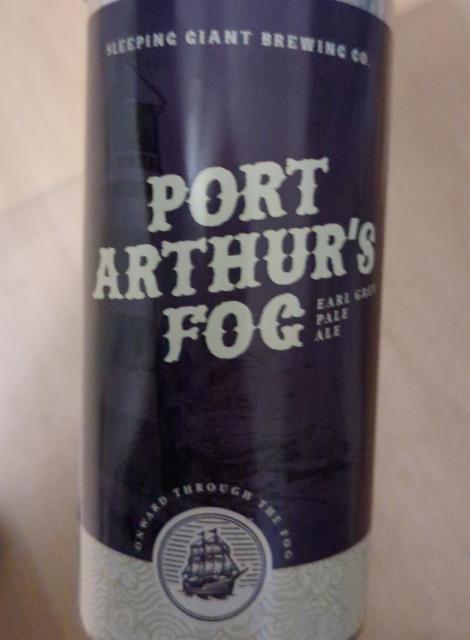 SLEEPING GIANT BREWING CO.
PORT
ARTHUR'S
FOG
EARL GREY
PALE
ALE
ONWARD THROUGH THE FOG